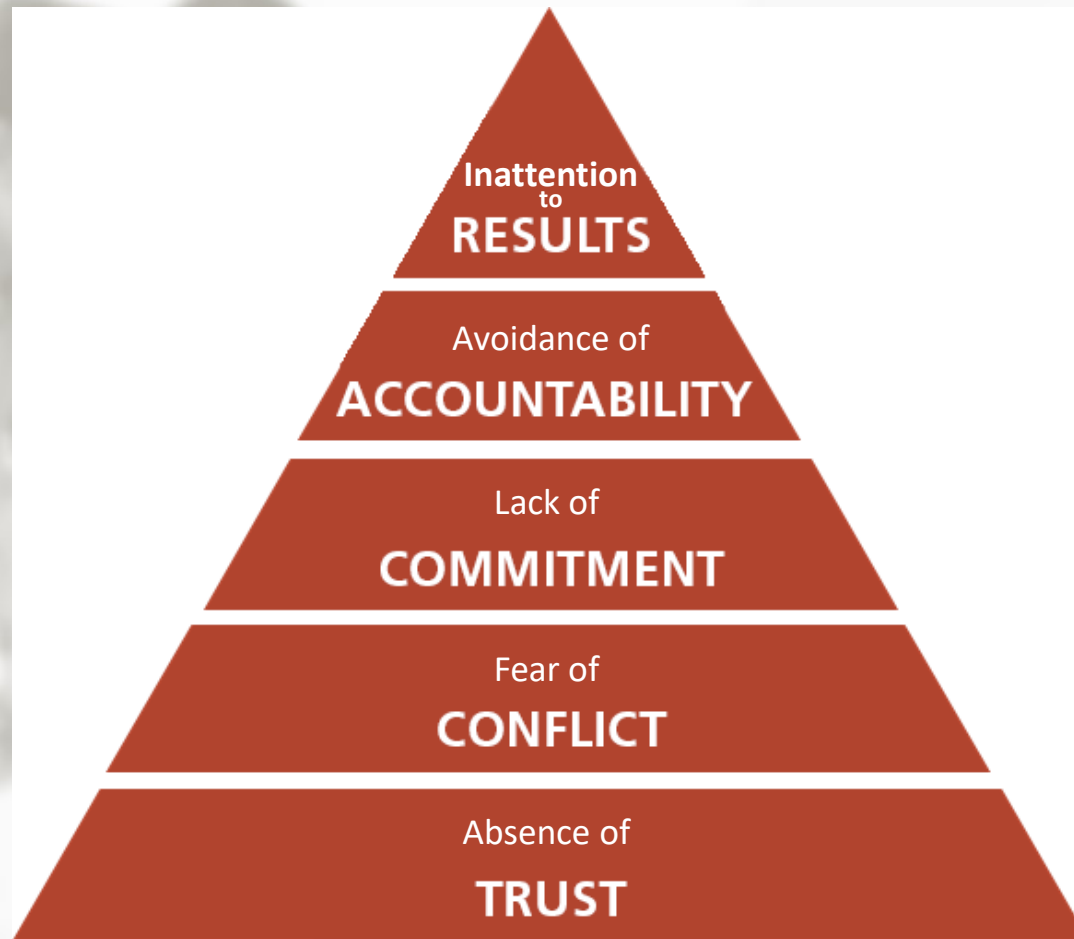 Inattention
to
RESULTS
Avoidance of
ACCOUNTABILITY
Lack of
COMMITMENT
Fear of
CONFLICT
Absence of
TRUST